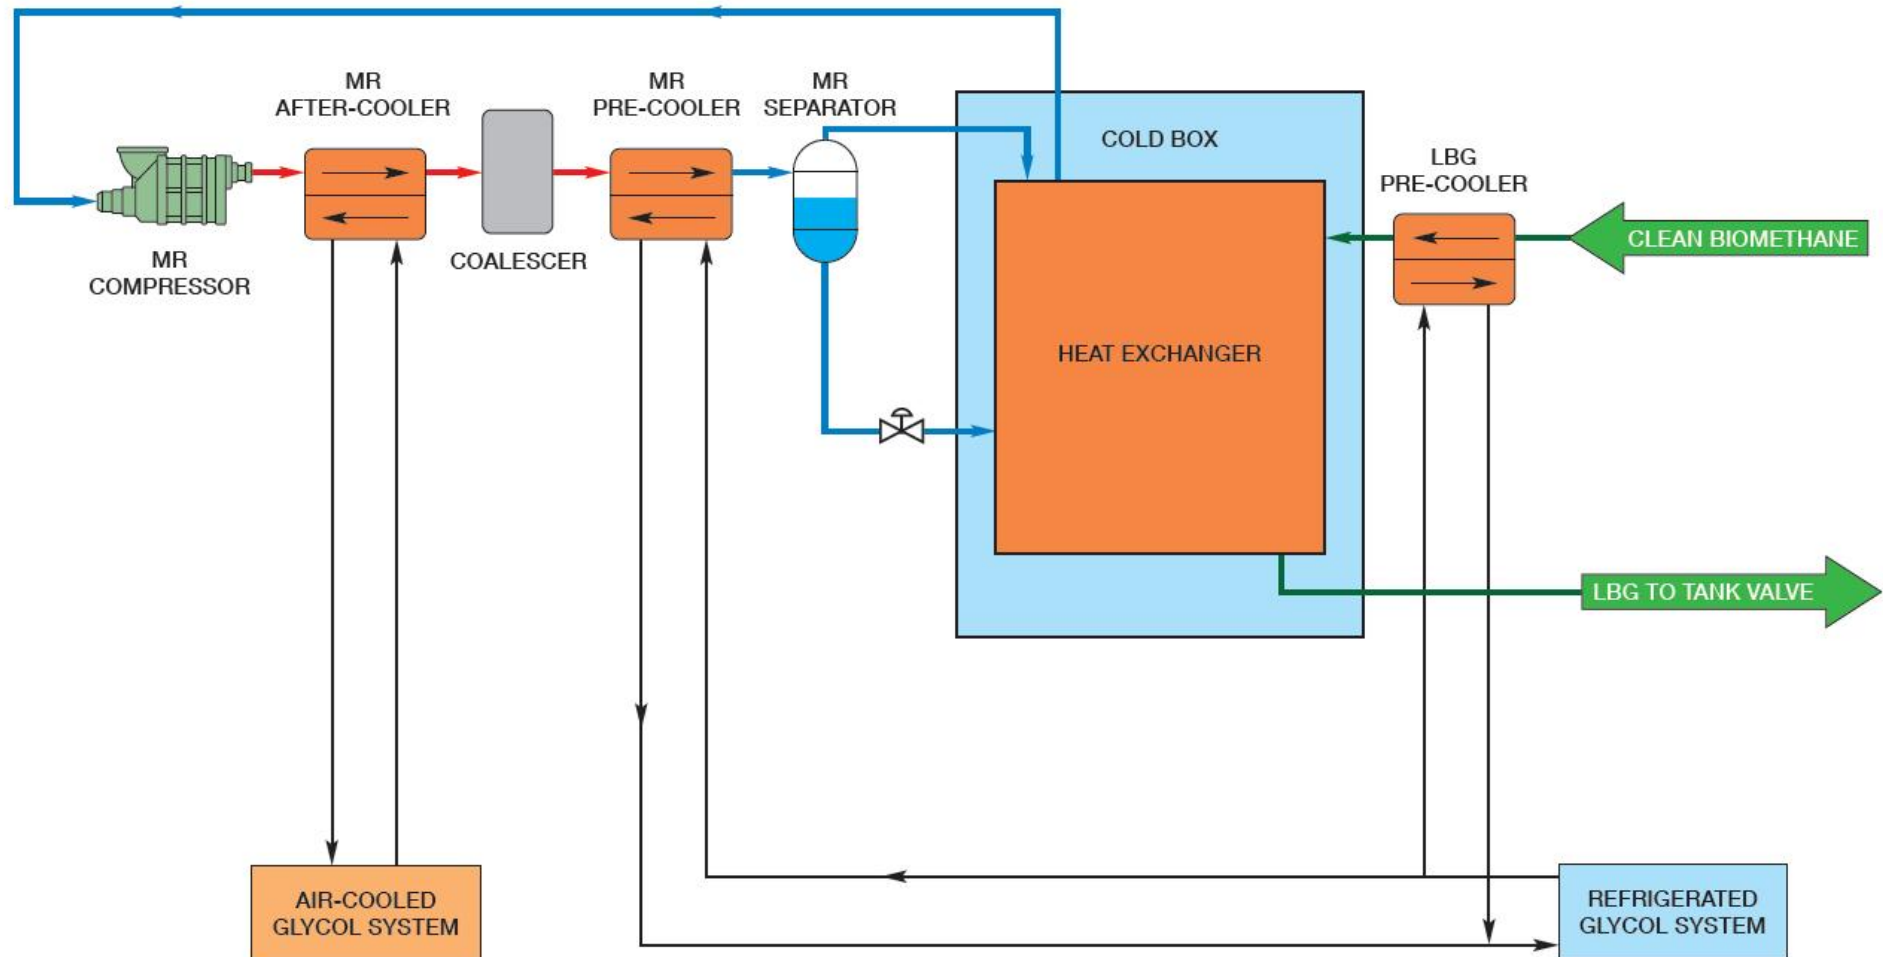 MR
AFTER-COOLER
MR
PRE-COOLER
MR
SEPARATOR
COLD BOX
LBG
PRE-COOLER
CLEAN BIOMETHANE
MR
COMPRESSOR
COALESCER
HEAT EXCHANGER
LBG TO TANK VALVE
AIR-COOLED
GLYCOL SYSTEM
REFRIGERATED
GLYCOL SYSTEM